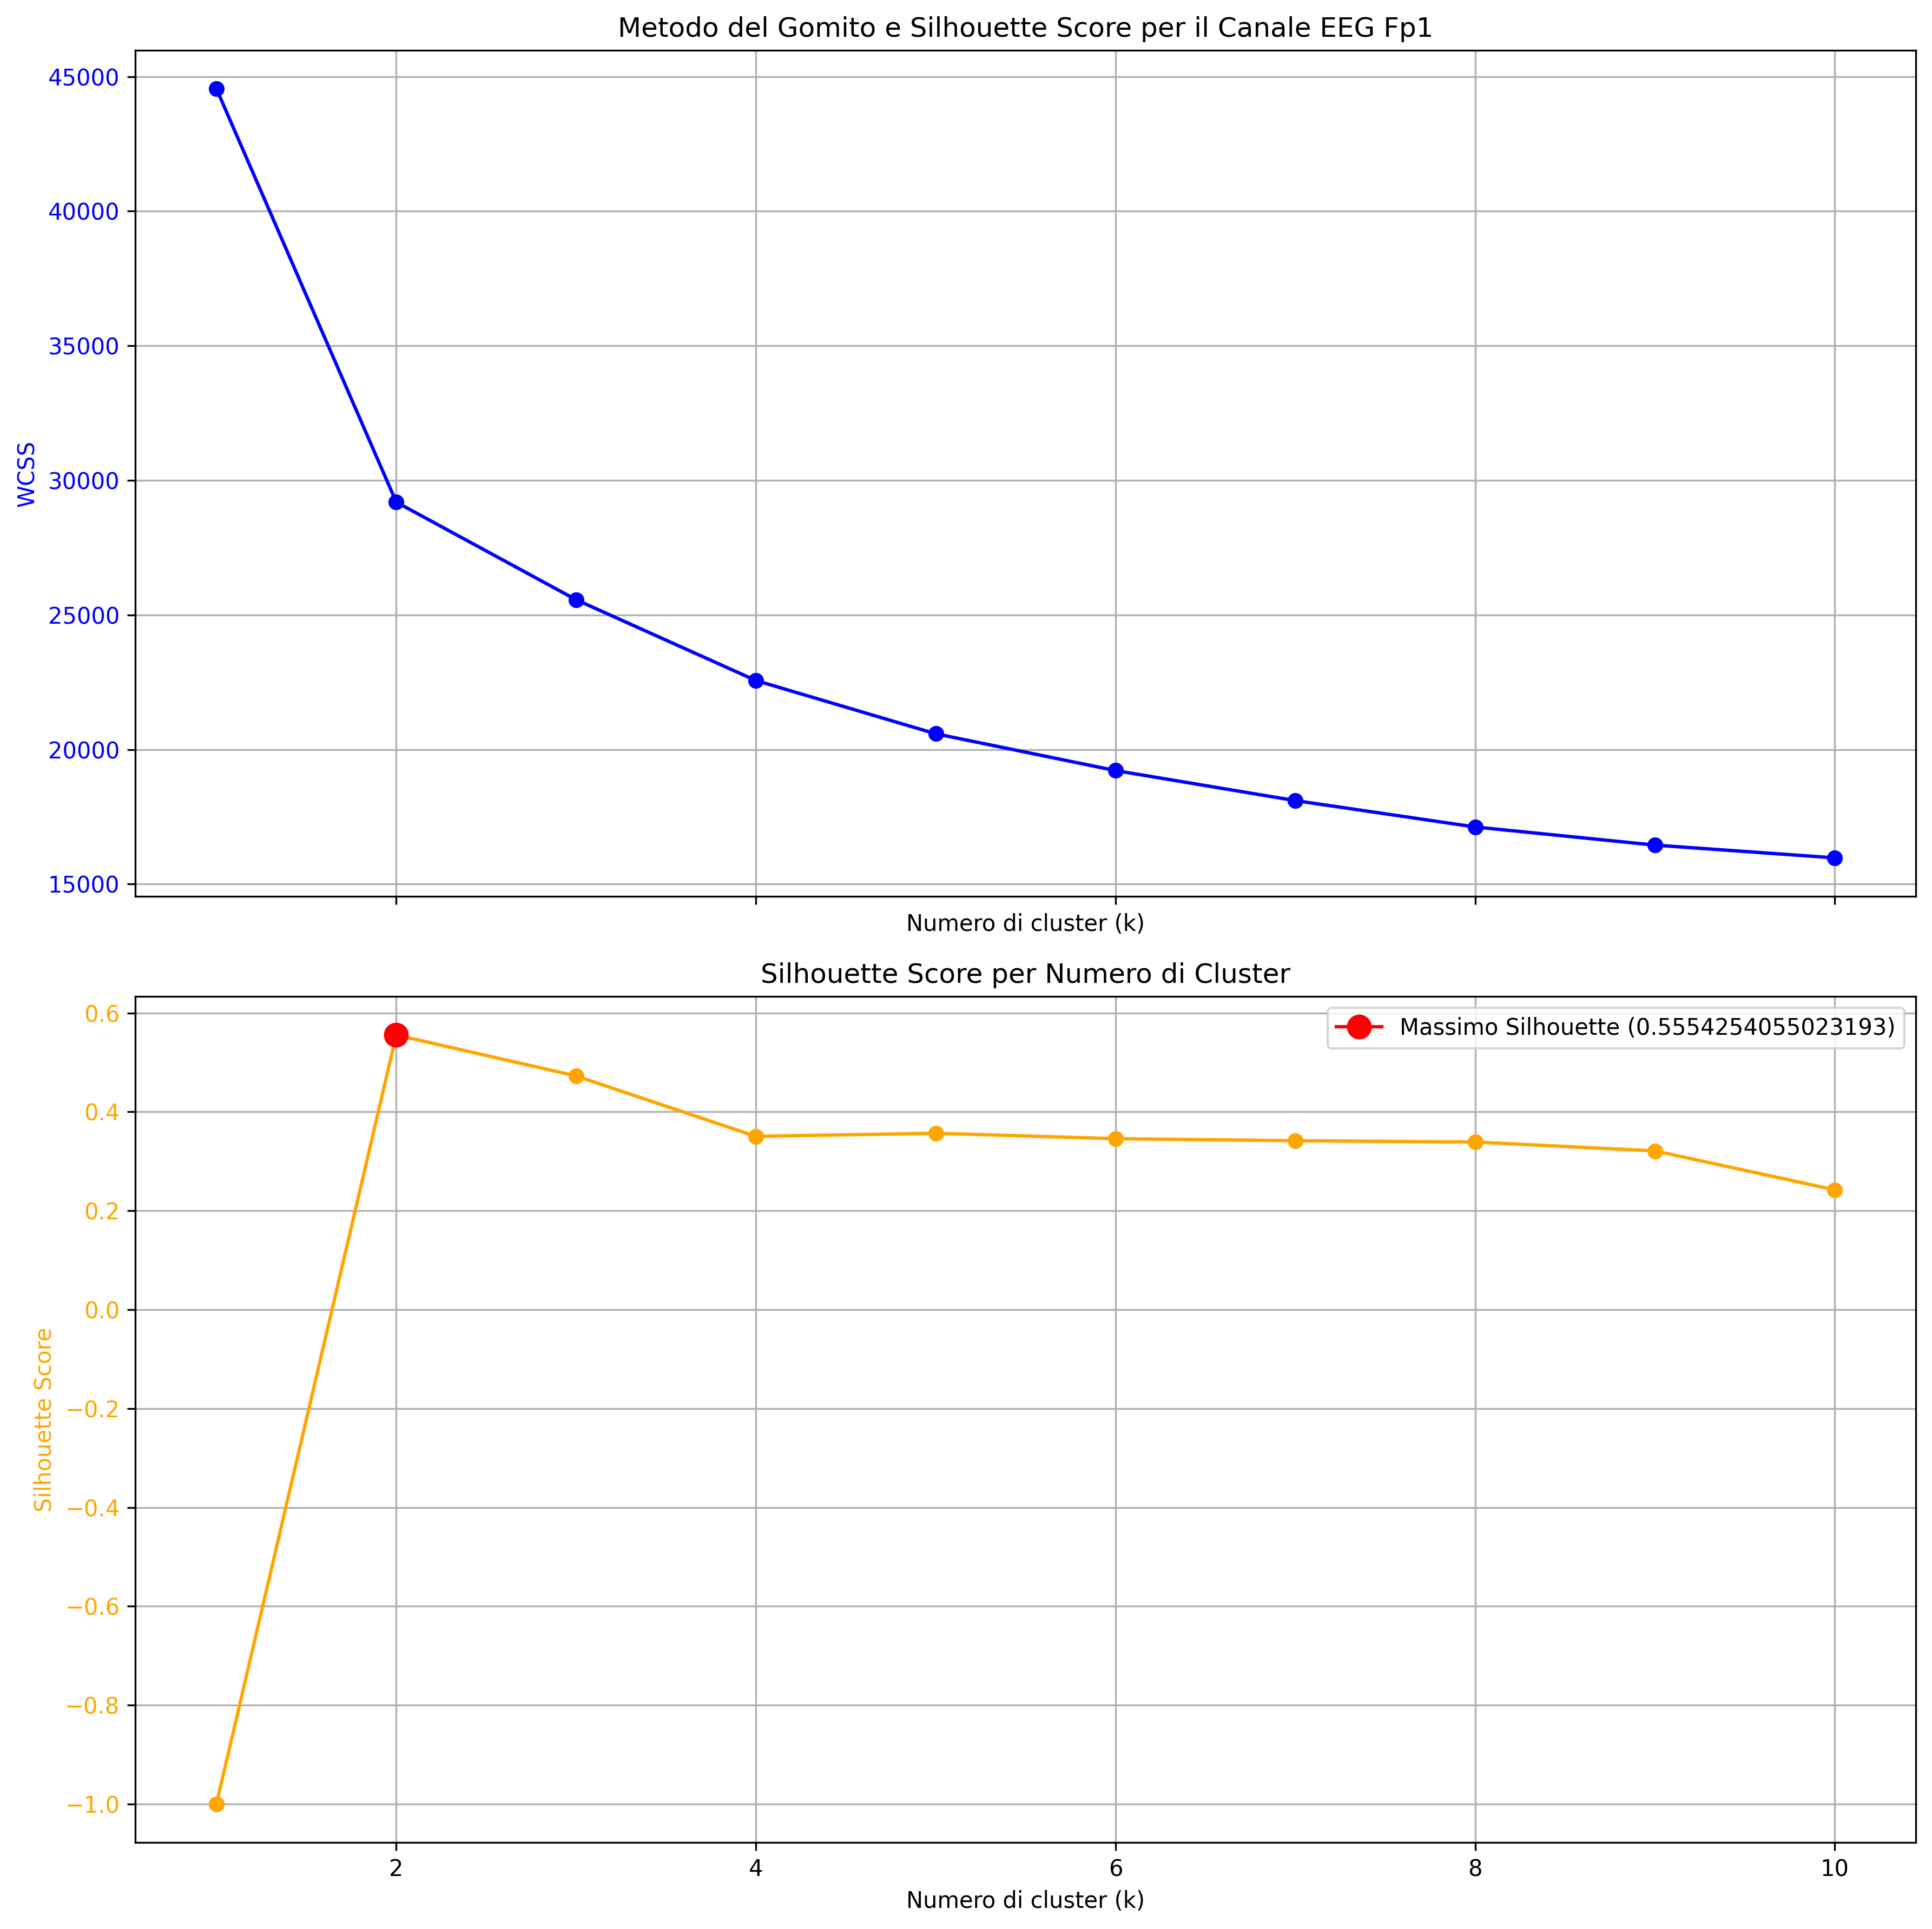 Metodo del Gomito e Silhouette Score per il Canale EEG Fp1
45000
40000
35000
30000
25000
20000
15000
WCSS
Numero di cluster (k)
Silhouette Score per Numero di Cluster
Massimo Silhouette (0.5554254055023193)
0.6
0.4
0.2
0.0
−0.2
−0.4
−0.6
−0.8
−1.0
Silhouette Score
2 4 6 8 10
Numero di cluster (k)